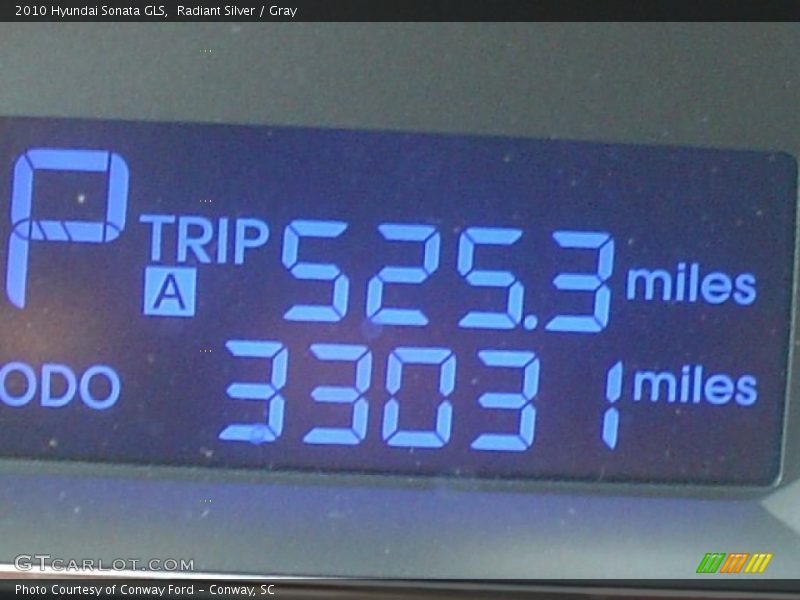 2010 Hyundai Sonata GLS,  Radiant Silver / Gray
P TRIP A 525.3 miles
ODO 33031 miles
GTCARLOT.COM
Photo Courtesy of Conway Ford - Conway, SC